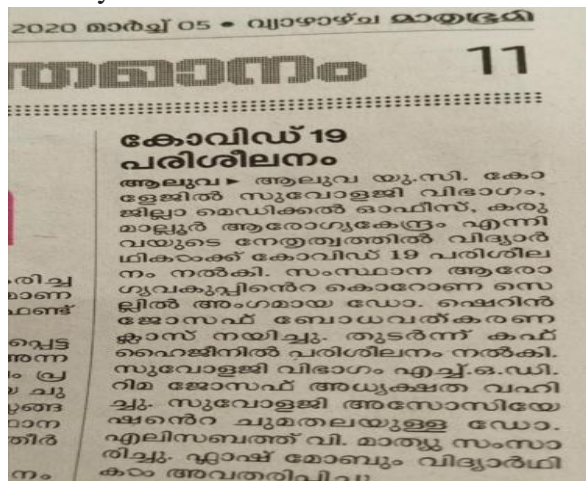 2020 മാർച്ച് 05 • വ്യാഴാഴ്ച മാതൃഭൂമി
11
കോവിഡ് 19
പരിശീലനം
ആലുവ ▸ ആലുവ യു.സി. കോ
ളേജിൽ സുവോളജി വിഭാഗം,
ജില്ലാ മെഡിക്കൽ ഓഫീസ്, കരു
മാല്ലൂർ ആരോഗ്യകേന്ദ്രം എന്നി
വയുടെ നേതൃത്വത്തിൽ വിദ്യാർ
ഥികൾക്ക് കോവിഡ് 19 പരിശീല
നം നൽകി. സംസ്ഥാന ആരോ
ഗ്യവകുപ്പിന്റെ കൊറോണ സെ
ല്ലിൽ അംഗമായ ഡോ. ഷെറിൻ
ജോസഫ് ബോധവത്കരണ
ക്ലാസ് നയിച്ചു. തുടർന്ന് കഫ്
ഹൈജീനിൽ പരിശീലനം നൽകി.
സുവോളജി വിഭാഗം എച്ച്.ഒ.ഡി.
റിമ ജോസഫ് അധ്യക്ഷത വഹി
ച്ചു. സുവോളജി അസോസിയേ
ഷന്റെ ചുമതലയുള്ള ഡോ.
എലിസബത്ത് വി. മാത്യു സംസാ
രിച്ചു. ഫ്ലാഷ് മോബും വിദ്യാർഥി
കൾ അവതരിപ്പിച്ചു